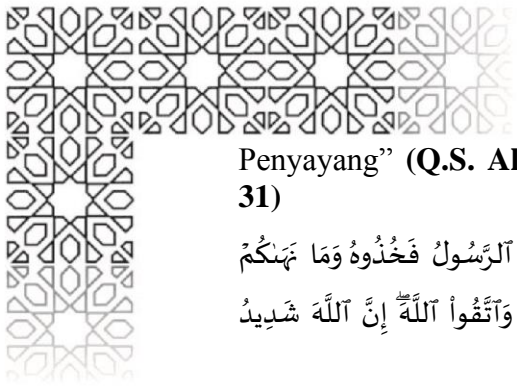 Penyayang” (Q.S. Al
31)
ٱلرَّسُولُ فَخُذُوهُ وَمَا نَهَىٰكُمۡ
وَٱتَّقُواْ ٱللَّهَۖ إِنَّ ٱللَّهَ شَدِيدُ